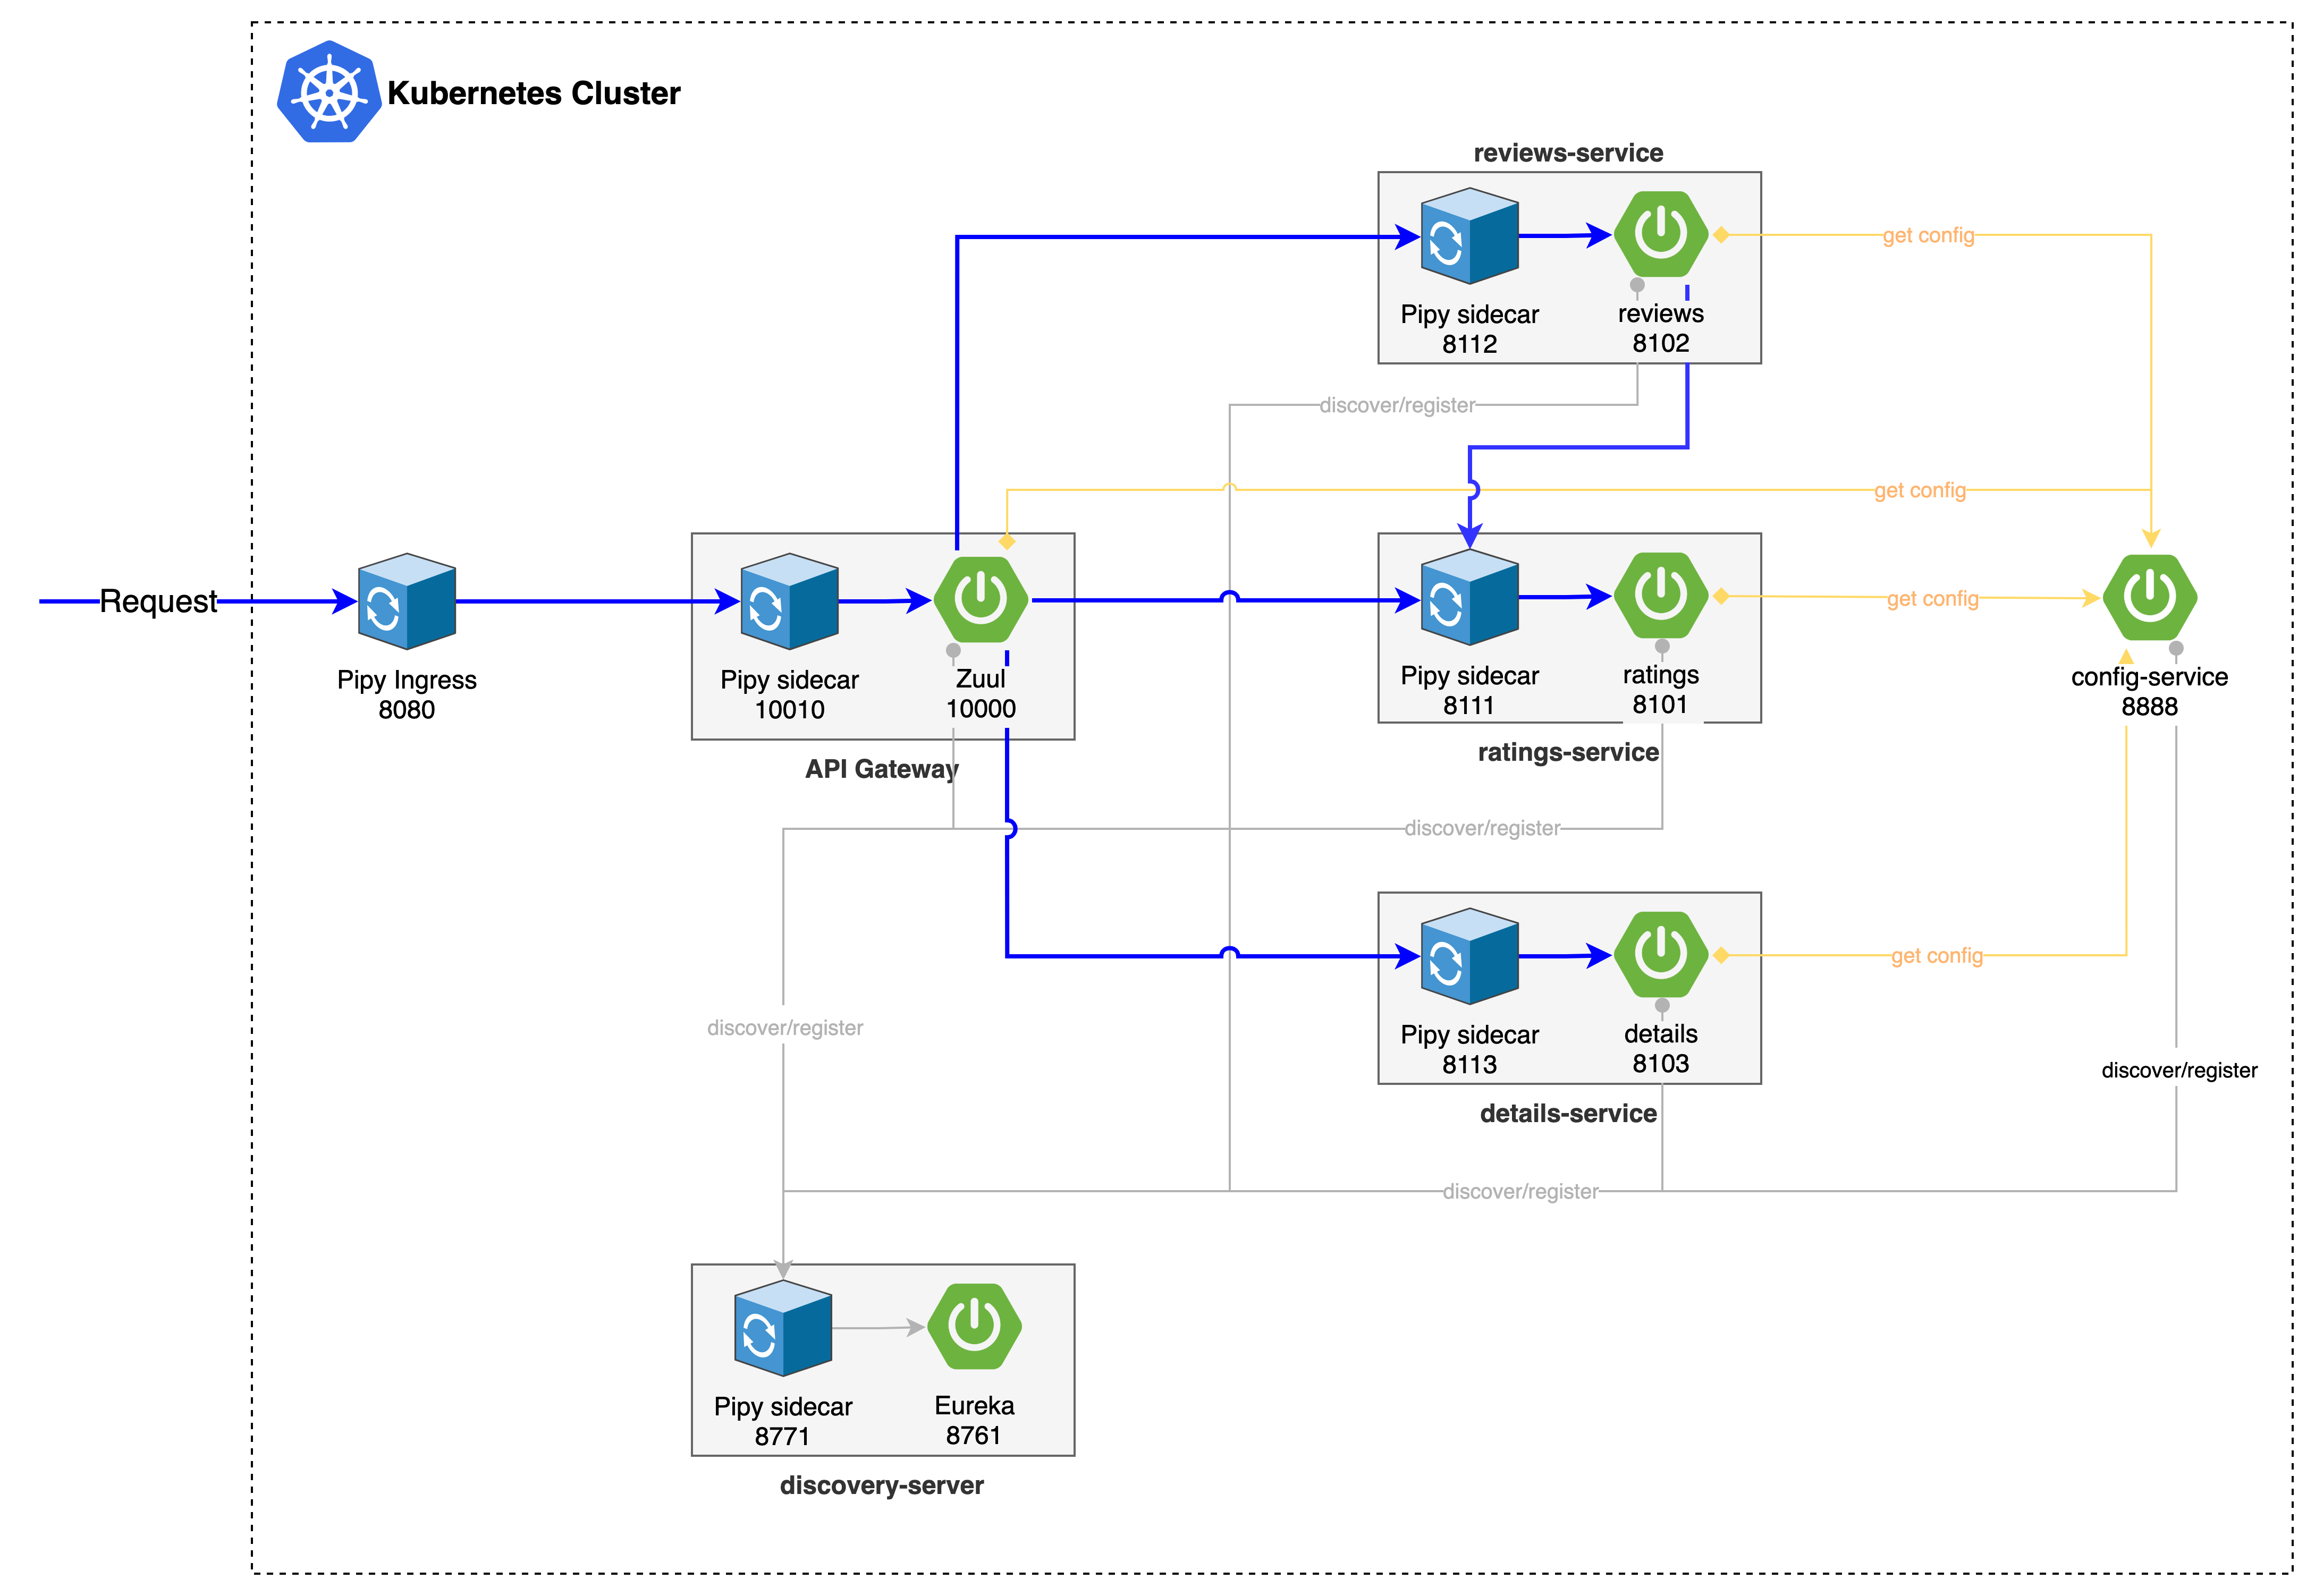 Kubernetes Cluster
reviews-service
Pipy sidecar
8112
reviews
8102
get config
discover/register
get config
Request
Pipy Ingress
8080
Pipy sidecar
10010
Zuul
10000
API Gateway
Pipy sidecar
8111
ratings
8101
ratings-service
get config
config-service
8888
discover/register
get config
Pipy sidecar
8113
details
8103
details-service
discover/register
discover/register
discover/register
Pipy sidecar
8771
Eureka
8761
discovery-server